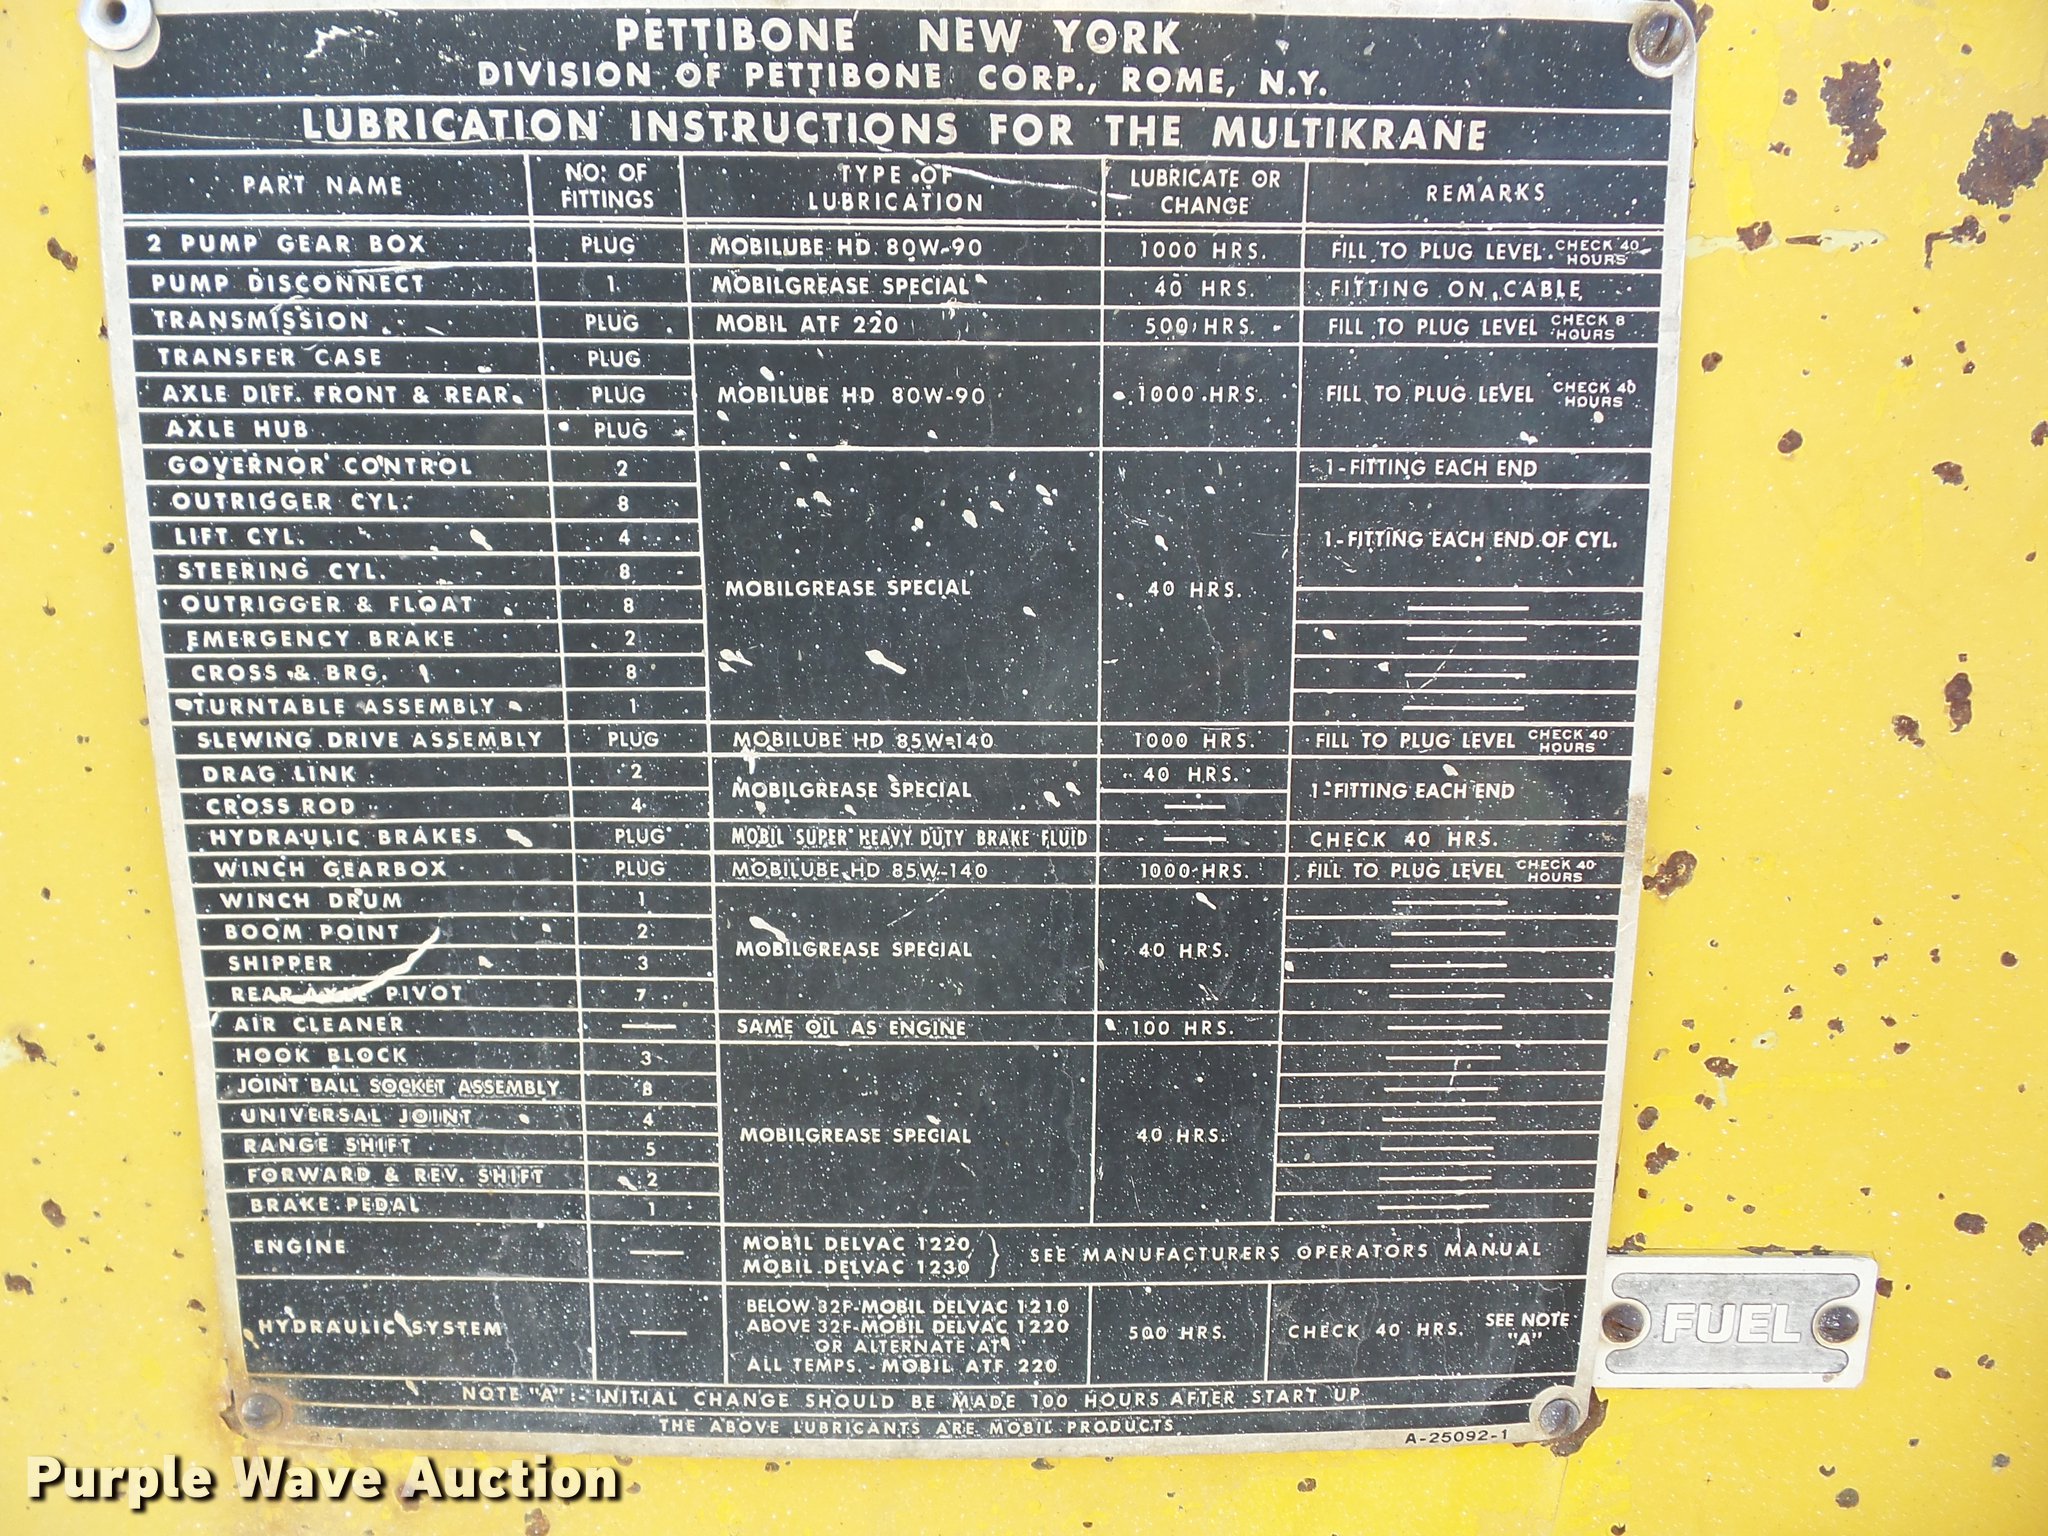 PETTIBONE NEW YORK
DIVISION OF PETTIBONE CORP., ROME, N.Y.
LUBRICATION INSTRUCTIONS FOR THE MULTIKRANE
PART NAME NO. OF FITTINGS TYPE OF LUBRICATION LUBRICATE OR CHANGE REMARKS
2 PUMP GEAR BOX PLUG MOBILUBE HD 80W-90 1000 HRS. FILL TO PLUG LEVEL CHECK 40 HOURS
PUMP DISCONNECT 1 MOBILGREASE SPECIAL 40 HRS. FITTING ON CABLE
TRANSMISSION PLUG MOBIL ATF 220 500 HRS. FILL TO PLUG LEVEL CHECK 8 HOURS
TRANSFER CASE PLUG
AXLE DIFF. FRONT & REAR PLUG MOBILUBE HD 80W-90 1000 HRS. FILL TO PLUG LEVEL CHECK 40 HOURS
AXLE HUB PLUG
GOVERNOR CONTROL 2 1-FITTING EACH END
OUTRIGGER CYL. 8
LIFT CYL. 4 1-FITTING EACH END OF CYL.
STEERING CYL. 8 MOBILGREASE SPECIAL 40 HRS.
OUTRIGGER & FLOAT 8
EMERGENCY BRAKE 2
CROSS & BRG. 8
TURNTABLE ASSEMBLY 1
SLEWING DRIVE ASSEMBLY PLUG MOBILUBE HD 85W-140 1000 HRS. FILL TO PLUG LEVEL CHECK 40 HOURS
DRAG LINK 2 MOBILGREASE SPECIAL 40 HRS. 1-FITTING EACH END
CROSS ROD 4
HYDRAULIC BRAKES PLUG MOBIL SUPER HEAVY DUTY BRAKE FLUID CHECK 40 HRS.
WINCH GEARBOX PLUG MOBILUBE HD 85W-140 1000 HRS. FILL TO PLUG LEVEL CHECK 40 HOURS
WINCH DRUM 1
BOOM POINT 2 MOBILGREASE SPECIAL 40 HRS.
SHIPPER 3
REAR AXLE PIVOT 7
AIR CLEANER SAME OIL AS ENGINE 100 HRS.
HOOK BLOCK 3
JOINT BALL SOCKET ASSEMBLY 8
UNIVERSAL JOINT 4 MOBILGREASE SPECIAL 40 HRS.
RANGE SHIFT 5
FORWARD & REV. SHIFT 2
BRAKE PEDAL 1
ENGINE MOBIL DELVAC 1220 MOBIL DELVAC 1230 SEE MANUFACTURERS OPERATORS MANUAL
HYDRAULIC SYSTEM BELOW 32F-MOBIL DELVAC 1210 ABOVE 32F-MOBIL DELVAC 1220 OR ALTERNATE AT ALL TEMPS.-MOBIL ATF 220 500 HRS. CHECK 40 HRS. SEE NOTE "A"
NOTE "A":-INITIAL CHANGE SHOULD BE MADE 100 HOURS AFTER START UP
THE ABOVE LUBRICANTS ARE MOBIL PRODUCTS
A-25092-1
FUEL
Purple Wave Auction